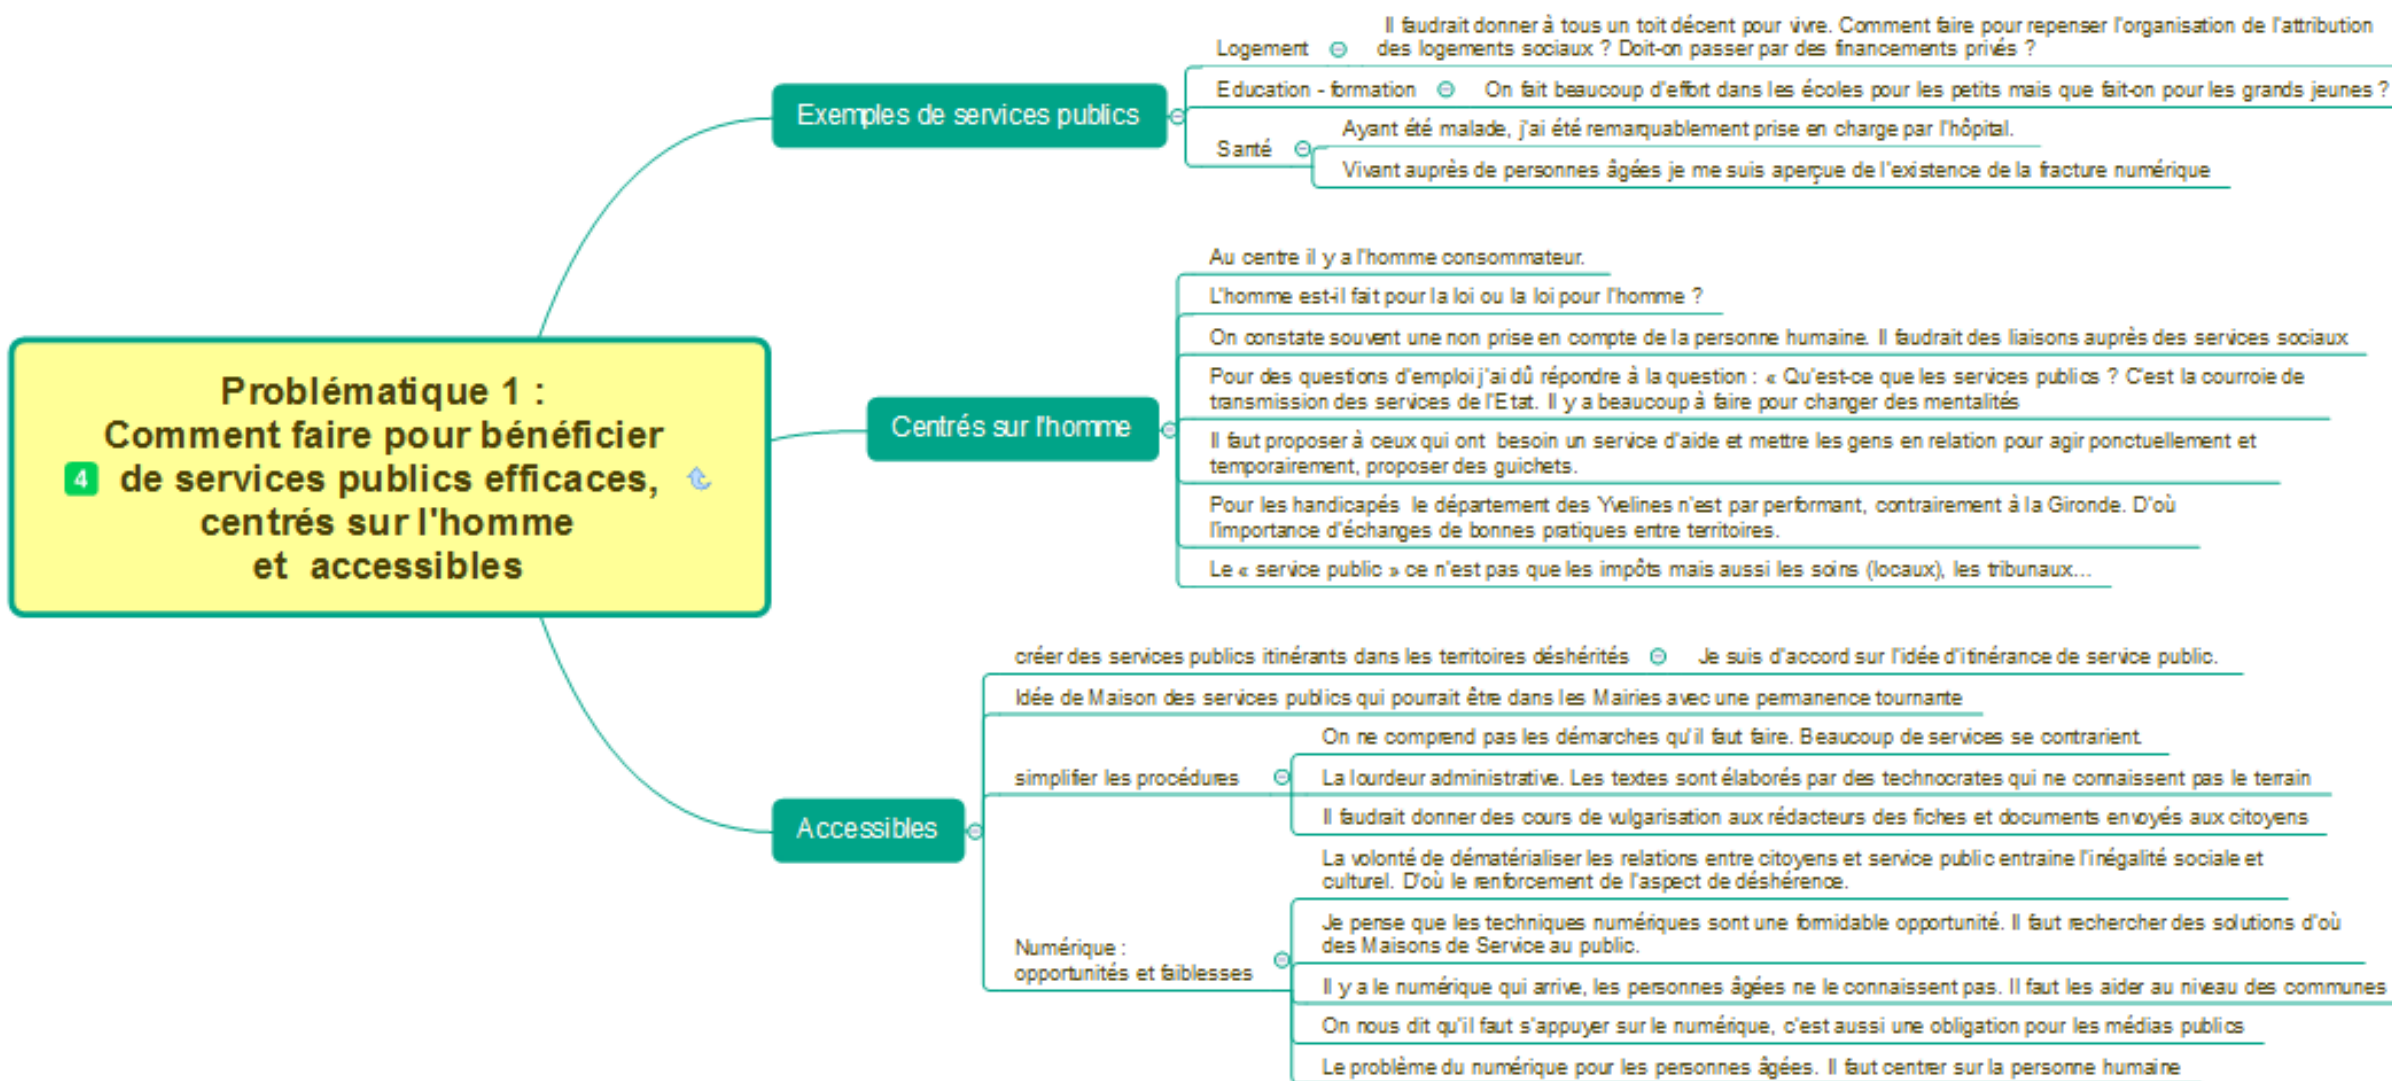 Problématique 1 :
Comment faire pour bénéficier
4 de services publics efficaces,
centrés sur l'homme
et accessibles
Exemples de services publics
Logement
Il faudrait donner à tous un toit décent pour vivre. Comment faire pour repenser l'organisation de l'attribution
des logements sociaux ? Doit-on passer par des financements privés ?
Education - formation
On fait beaucoup d'effort dans les écoles pour les petits mais que fait-on pour les grands jeunes ?
Santé
Ayant été malade, j'ai été remarquablement prise en charge par l'hôpital.
Vivant auprès de personnes âgées je me suis aperçue de l'existence de la fracture numérique
Centrés sur l'homme
Au centre il y a l'homme consommateur.
L'homme est-il fait pour la loi ou la loi pour l'homme ?
On constate souvent une non prise en compte de la personne humaine. Il faudrait des liaisons auprès des services sociaux
Pour des questions d'emploi j'ai dû répondre à la question : « Qu'est-ce que les services publics ? C'est la courroie de
transmission des services de l'Etat. Il y a beaucoup à faire pour changer des mentalités
Il faut proposer à ceux qui ont besoin un service d'aide et mettre les gens en relation pour agir ponctuellement et
temporairement, proposer des guichets.
Pour les handicapés le département des Yvelines n'est par performant, contrairement à la Gironde. D'où
l'importance d'échanges de bonnes pratiques entre territoires.
Le « service public » ce n'est pas que les impôts mais aussi les soins (locaux), les tribunaux...
Accessibles
créer des services publics itinérants dans les territoires déshérités
Je suis d'accord sur l'idée d'itinérance de service public.
Idée de Maison des services publics qui pourrait être dans les Mairies avec une permanence tournante
simplifier les procédures
On ne comprend pas les démarches qu'il faut faire. Beaucoup de services se contrarient.
La lourdeur administrative. Les textes sont élaborés par des technocrates qui ne connaissent pas le terrain
Il faudrait donner des cours de vulgarisation aux rédacteurs des fiches et documents envoyés aux citoyens
Numérique :
opportunités et faiblesses
La volonté de dématérialiser les relations entre citoyens et service public entraine l'inégalité sociale et
culturel. D'où le renforcement de l'aspect de déshérence.
Je pense que les techniques numériques sont une formidable opportunité. Il faut rechercher des solutions d'où
des Maisons de Service au public.
Il y a le numérique qui arrive, les personnes âgées ne le connaissent pas. Il faut les aider au niveau des communes
On nous dit qu'il faut s'appuyer sur le numérique, c'est aussi une obligation pour les médias publics
Le problème du numérique pour les personnes âgées. Il faut centrer sur la personne humaine